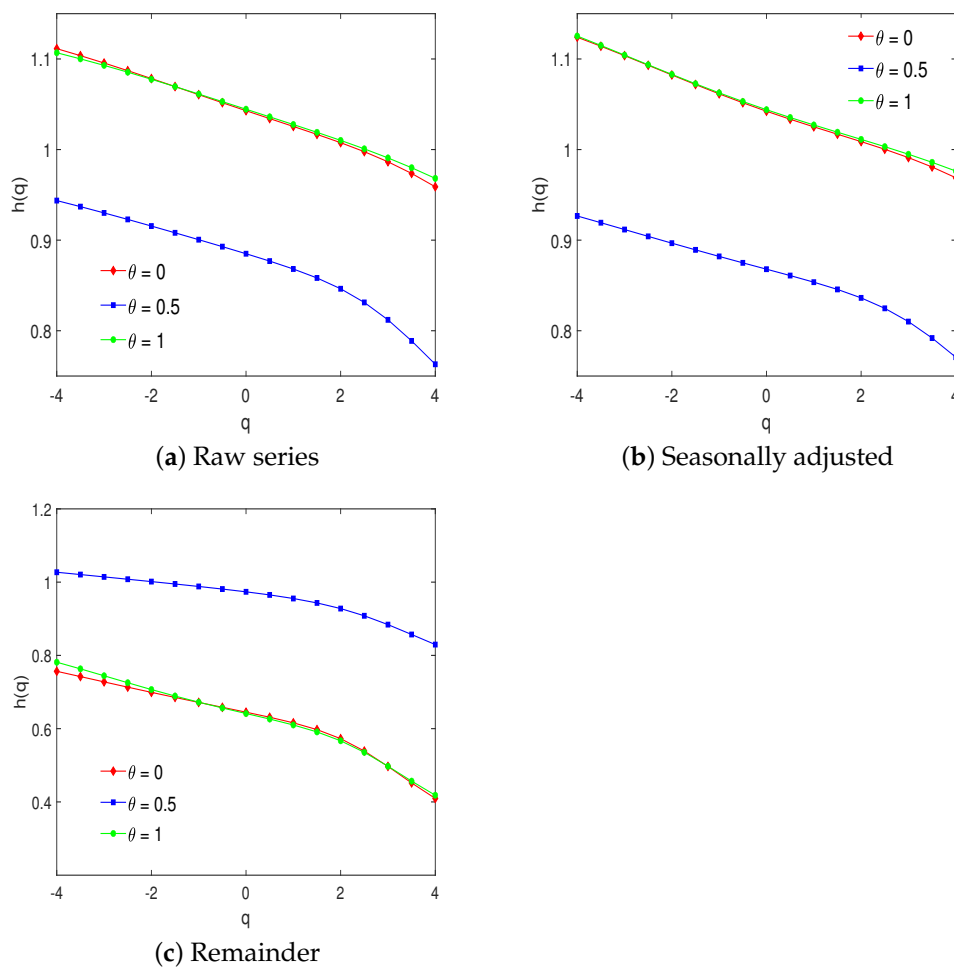 1.1
1
0.9
0.8
h(q)
θ = 0
θ = 0.5
θ = 1
-4 -2 0 2 4
q
(a) Raw series
1.1
1
0.9
0.8
h(q)
θ = 0
θ = 0.5
θ = 1
-4 -2 0 2 4
q
(b) Seasonally adjusted
1.2
1
0.8
0.6
0.4
h(q)
θ = 0
θ = 0.5
θ = 1
-4 -2 0 2 4
q
(c) Remainder